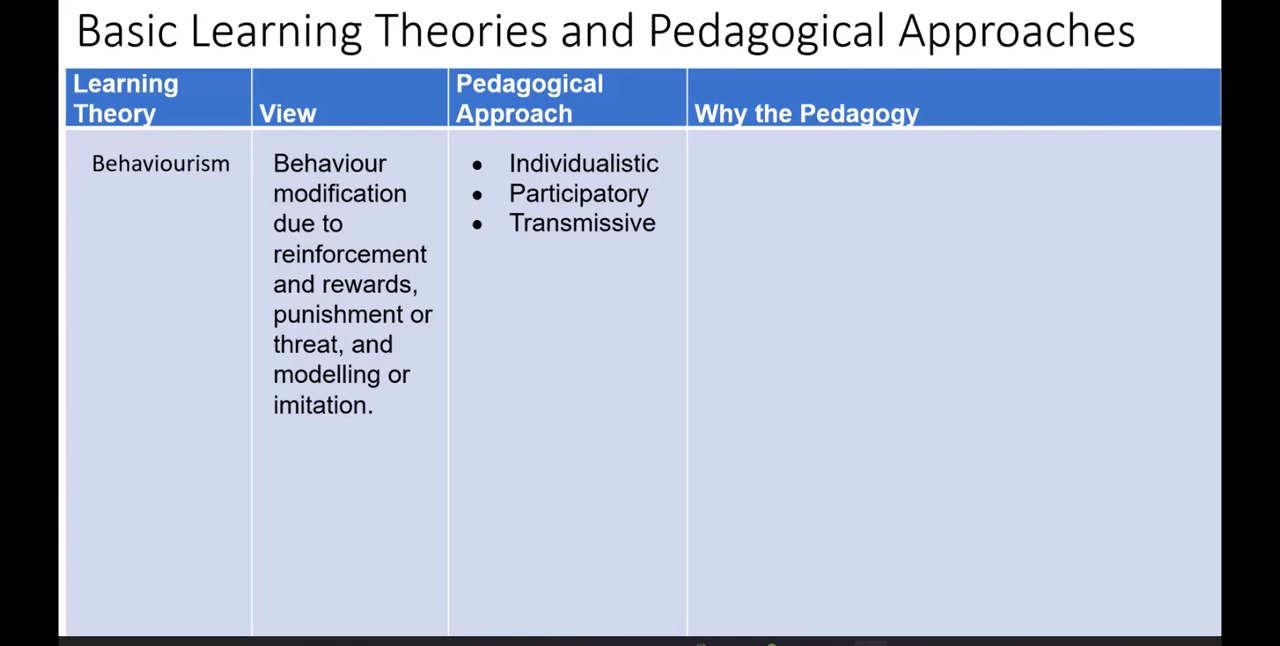 Basic Learning Theories and Pedagogical Approaches
Learning
Theory
View
Pedagogical
Approach
Why the Pedagogy
Behaviourism
Behaviour
modification
due to
reinforcement
and rewards,
punishment or
threat, and
modelling or
imitation.
• Individualistic
• Participatory
• Transmissive